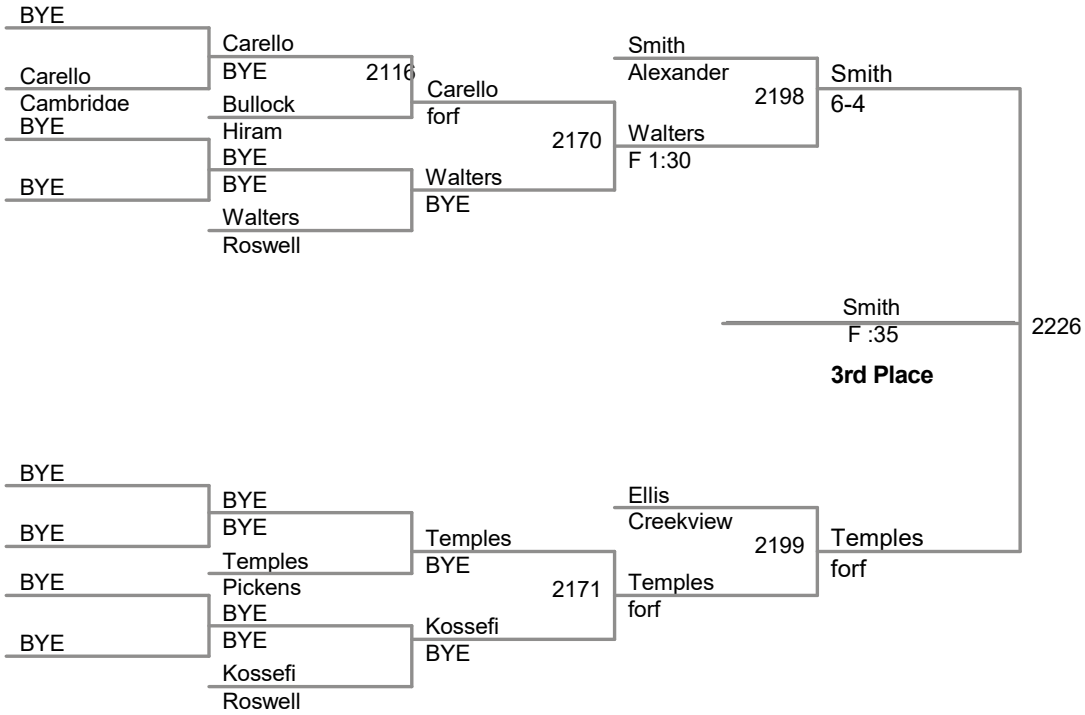 BYE
Carello
Smith
BYE
2116
Alexander
Smith
Carello
Carello
2198
Cambridge
Bullock
forf
6-4
BYE
Hiram
2170
Walters
BYE
F 1:30
BYE
BYE
Walters
BYE
Walters
Roswell
Smith
F :35
2226
3rd Place
BYE
BYE
Ellis
BYE
BYE
Creekview
Temples
2199
Temples
Temples
BYE
forf
BYE
Pickens
2171
Temples
BYE
forf
BYE
BYE
Kossefi
BYE
Kossefi
Roswell